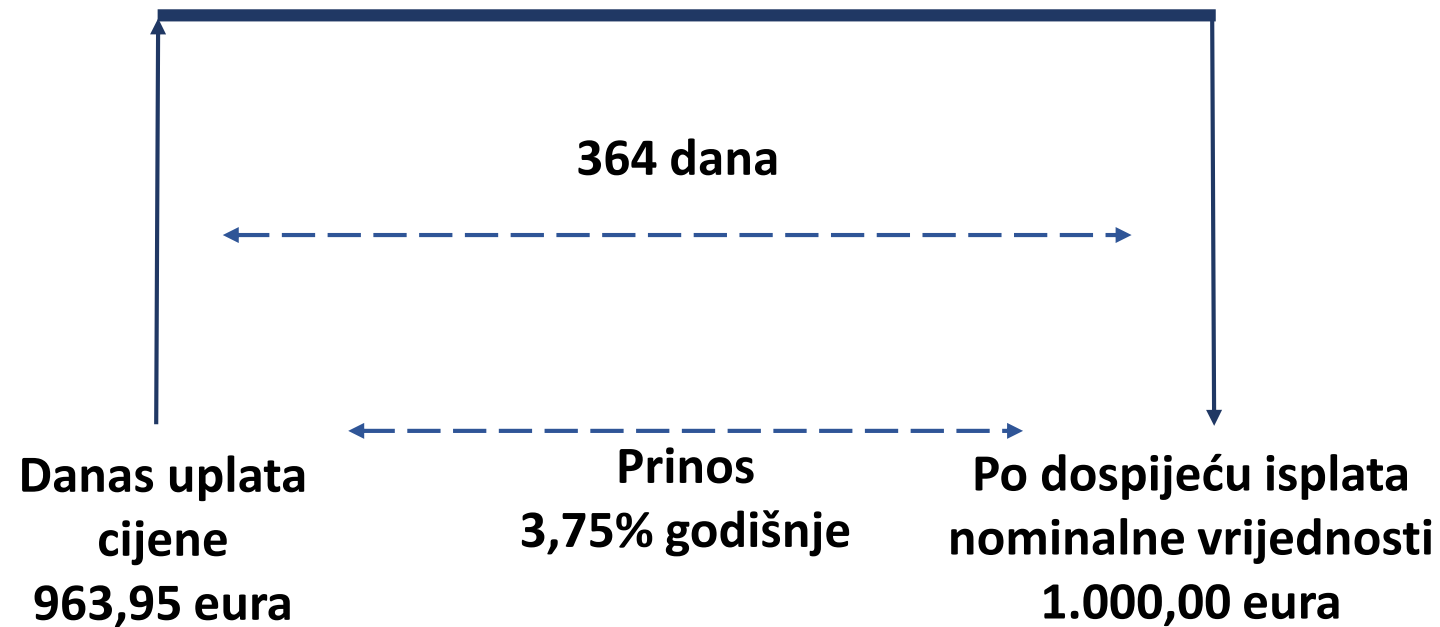 364 dana
Danas uplata
cijene
963,95 eura
Prinos
3,75% godišnje
Po dospijeću isplata
nominalne vrijednosti
1.000,00 eura